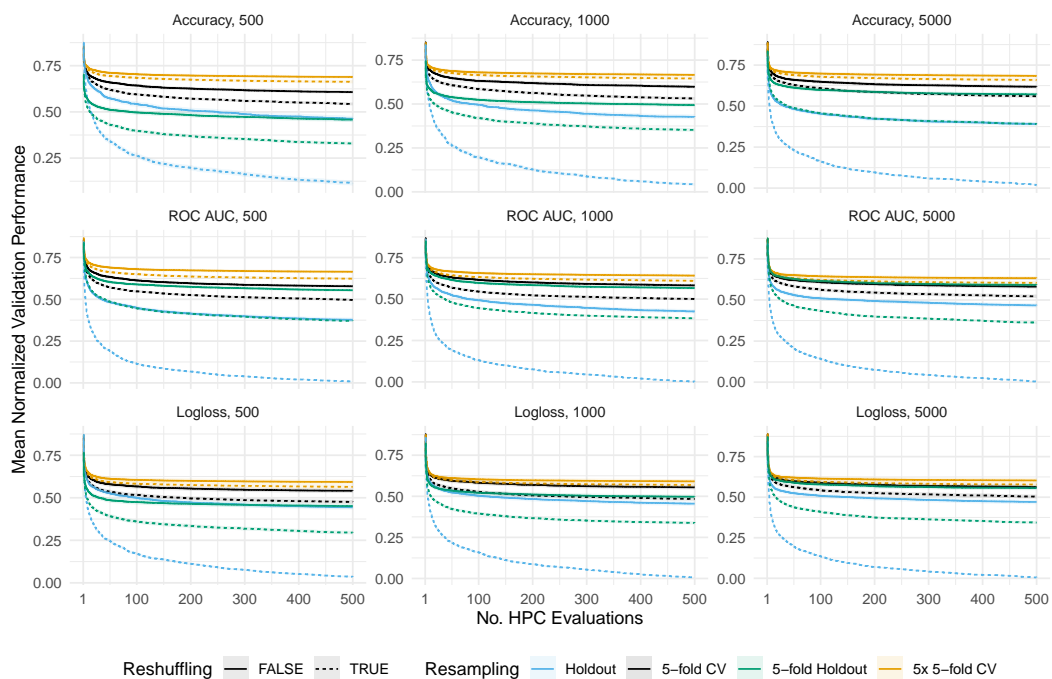 Accuracy, 500
Accuracy, 1000
Accuracy, 5000
0.75
0.50
0.25
0.75
0.50
0.25
0.00
0.75
0.50
0.25
0.00
ROC AUC, 500
ROC AUC, 1000
ROC AUC, 5000
0.75
0.50
0.25
0.00
0.75
0.50
0.25
0.00
0.75
0.50
0.25
0.00
Logloss, 500
Logloss, 1000
Logloss, 5000
0.75
0.50
0.25
0.00
0.75
0.50
0.25
0.00
0.75
0.50
0.25
0.00
1 100 200 300 400 500
1 100 200 300 400 500
1 100 200 300 400 500
Mean Normalized Validation Performance
No. HPC Evaluations
Reshuffling FALSE TRUE Resampling Holdout 5-fold CV 5-fold Holdout 5x 5-fold CV